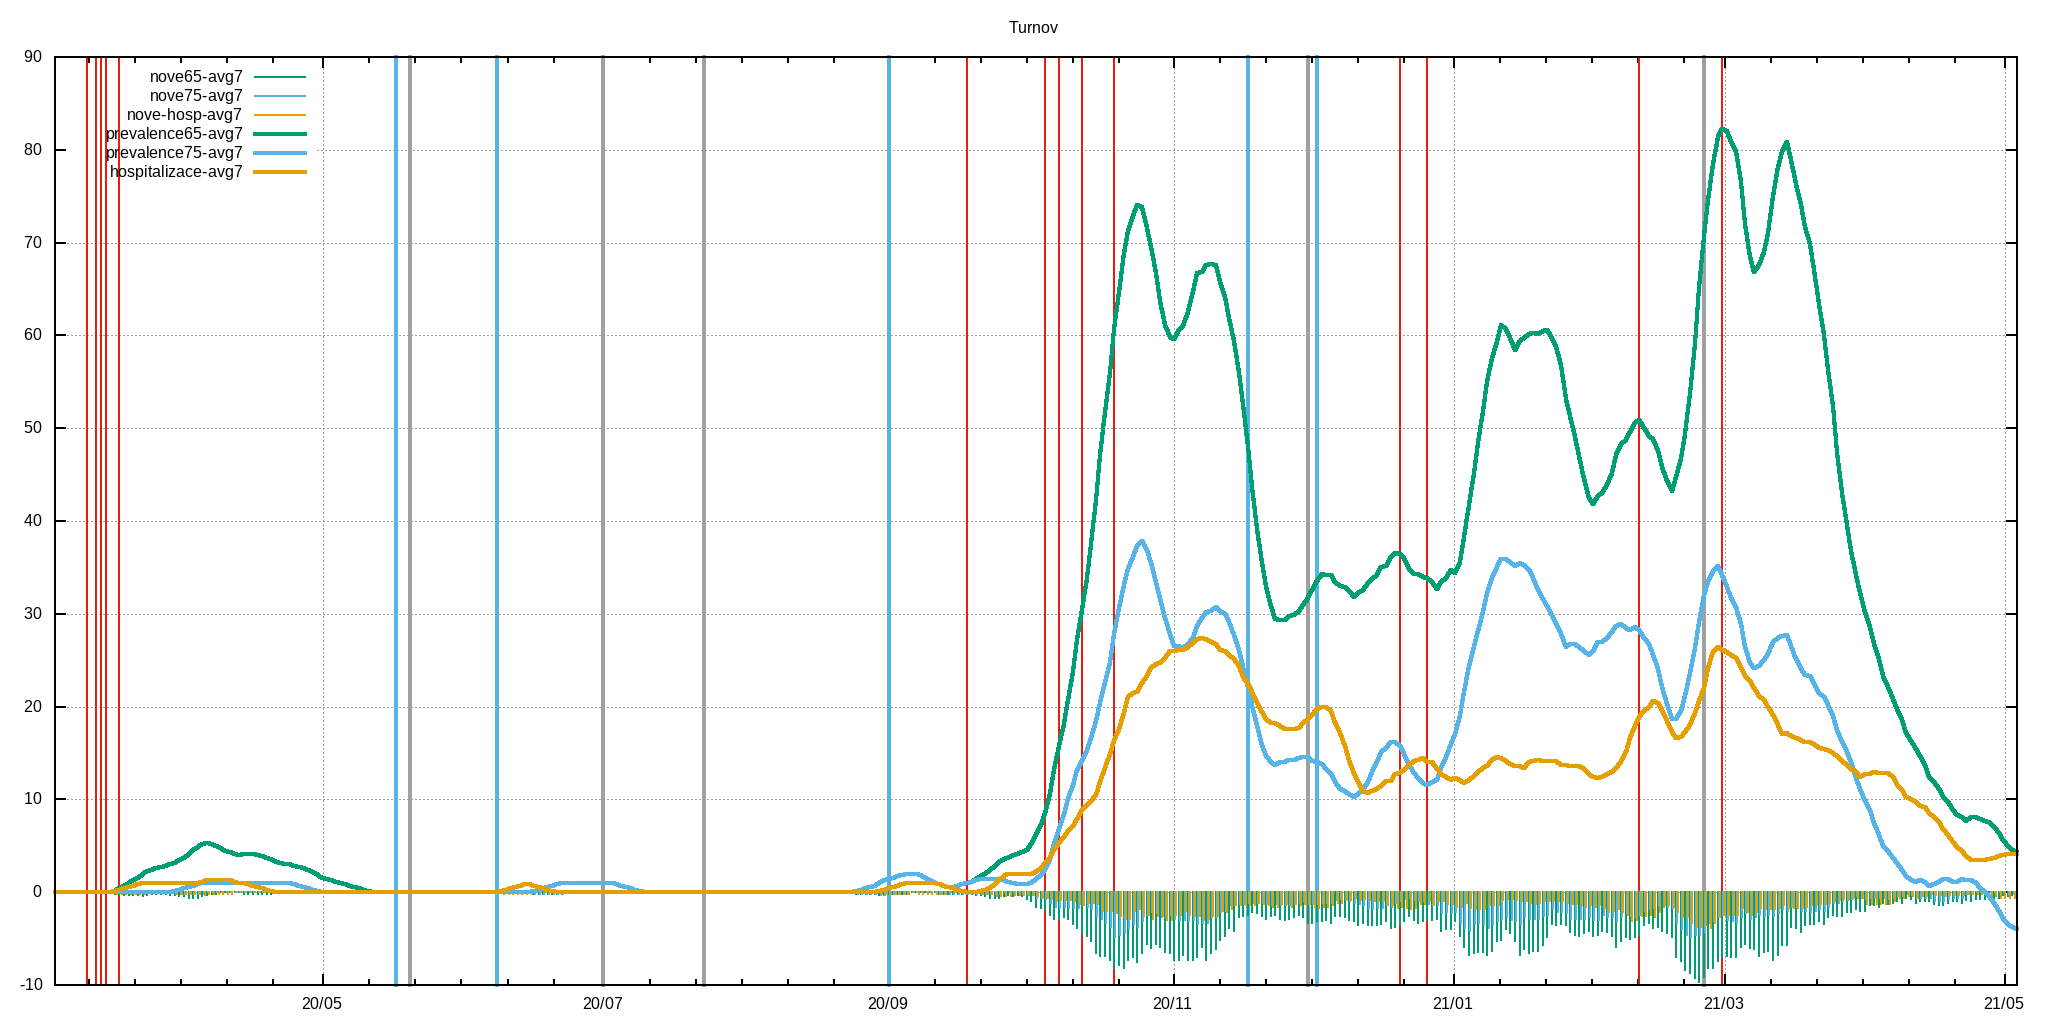 Turnov
90
80
70
60
50
40
30
20
10
0
-10
nove65-avg7
nove75-avg7
nove-hosp-avg7
prevalence65-avg7
prevalence75-avg7
hospitalizace-avg7
20/05 20/07 20/09 20/11 21/01 21/03 21/05